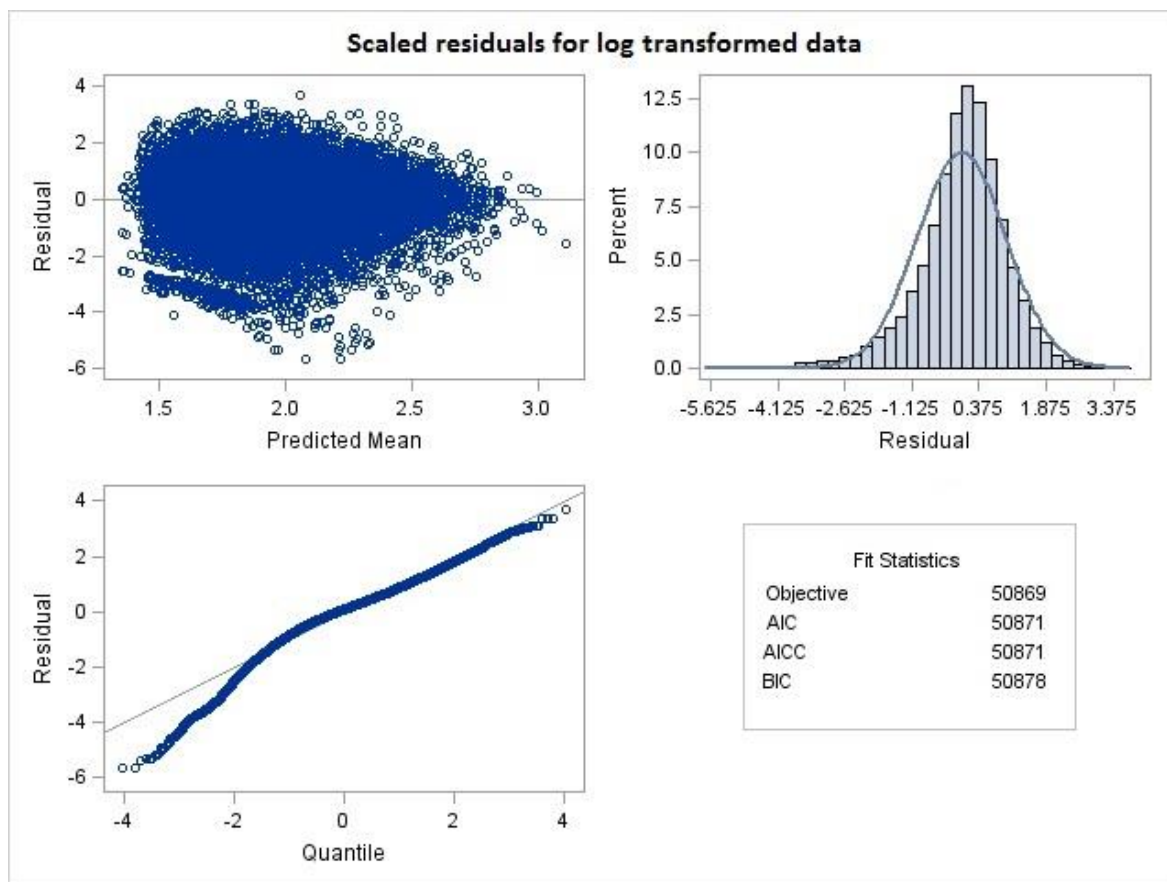 Scaled residuals for log transformed data
4
2
0
-2
-4
-6
Residual
1.5 2.0 2.5 3.0
Predicted Mean
12.5
10.0
7.5
5.0
2.5
0.0
Percent
-5.625 -4.125 -2.625 -1.125 0.375 1.875 3.375
Residual
4
2
0
-2
-4
-6
Residual
-4 -2 0 2 4
Quantile
Fit Statistics
Objective 50869
AIC 50871
AICC 50871
BIC 50878